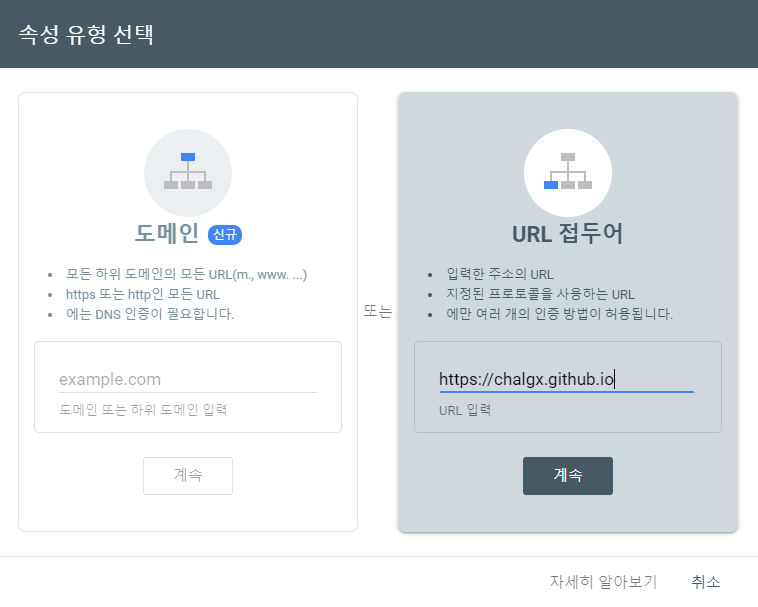 속성 유형 선택
도메인 신규
모든 하위 도메인의 모든 URL(m., www. ...)
https 또는 http인 모든 URL
에는 DNS 인증이 필요합니다.
example.com
도메인 또는 하위 도메인 입력
계속
또는
URL 접두어
입력한 주소의 URL
지정된 프로토콜을 사용하는 URL
에만 여러 개의 인증 방법이 허용됩니다.
https://chalgx.github.io
URL 입력
계속
자세히 알아보기 취소